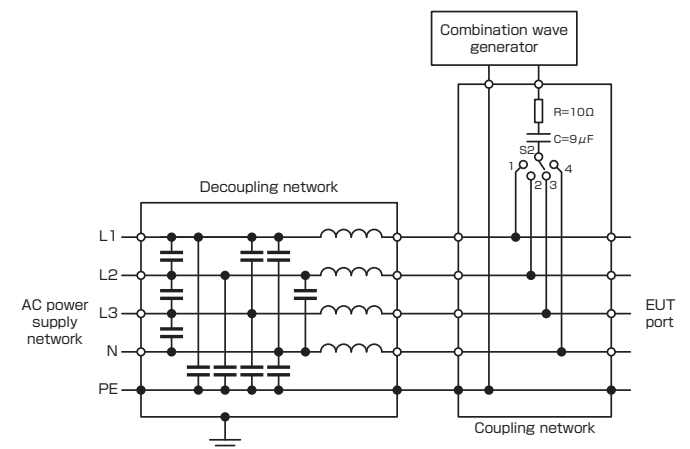 Combination wave
generator
R=10Ω
C=9μF
S2
1
4
2
3
Decoupling network
L1
L2
AC power
supply
network
L3
N
PE
EUT
port
Coupling network